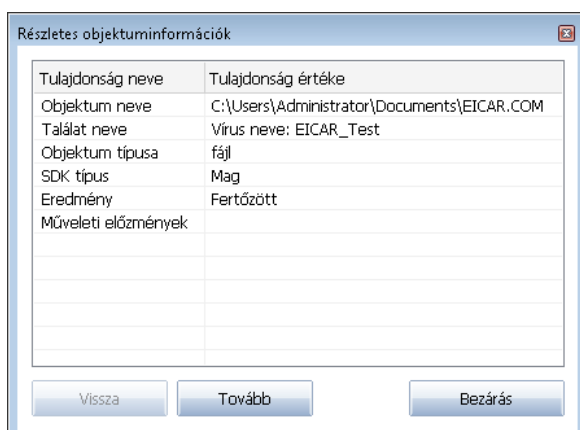 Részletes objektuminformációk
Tulajdonság neve Tulajdonság értéke
Objektum neve C:\Users\Administrator\Documents\EICAR.COM
Találat neve Vírus neve: EICAR_Test
Objektum típusa fájl
SDK típus Mag
Eredmény Fertőzött
Műveleti előzmények
Vissza Tovább Bezárás